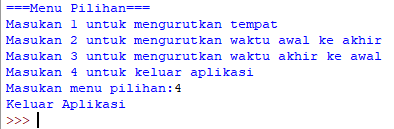 ===Menu Pilihan===
Masukan 1 untuk mengurutkan tempat
Masukan 2 untuk mengurutkan waktu awal ke akhir
Masukan 3 untuk mengurutkan waktu akhir ke awal
Masukan 4 untuk keluar aplikasi
Masukan menu pilihan:4
Keluar Aplikasi
>>>